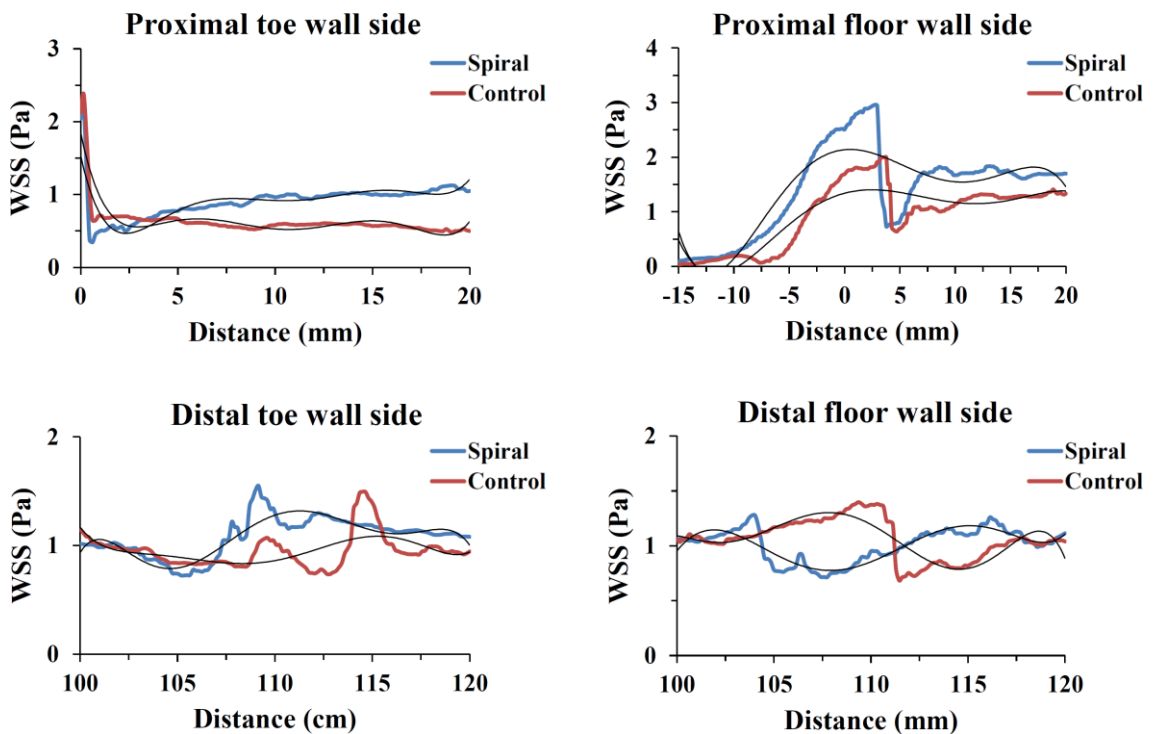 Proximal toe wall side
3
2
1
0
WSS (Pa)
Spiral
Control
0 5 10 15 20
Distance (mm)
Proximal floor wall side
4
3
2
1
0
WSS (Pa)
Spiral
Control
-15 -10 -5 0 5 10 15 20
Distance (mm)
Distal toe wall side
2
1
0
WSS (Pa)
Spiral
Control
100 105 110 115 120
Distance (cm)
Distal floor wall side
2
1
0
WSS (Pa)
Spiral
Control
100 105 110 115 120
Distance (mm)